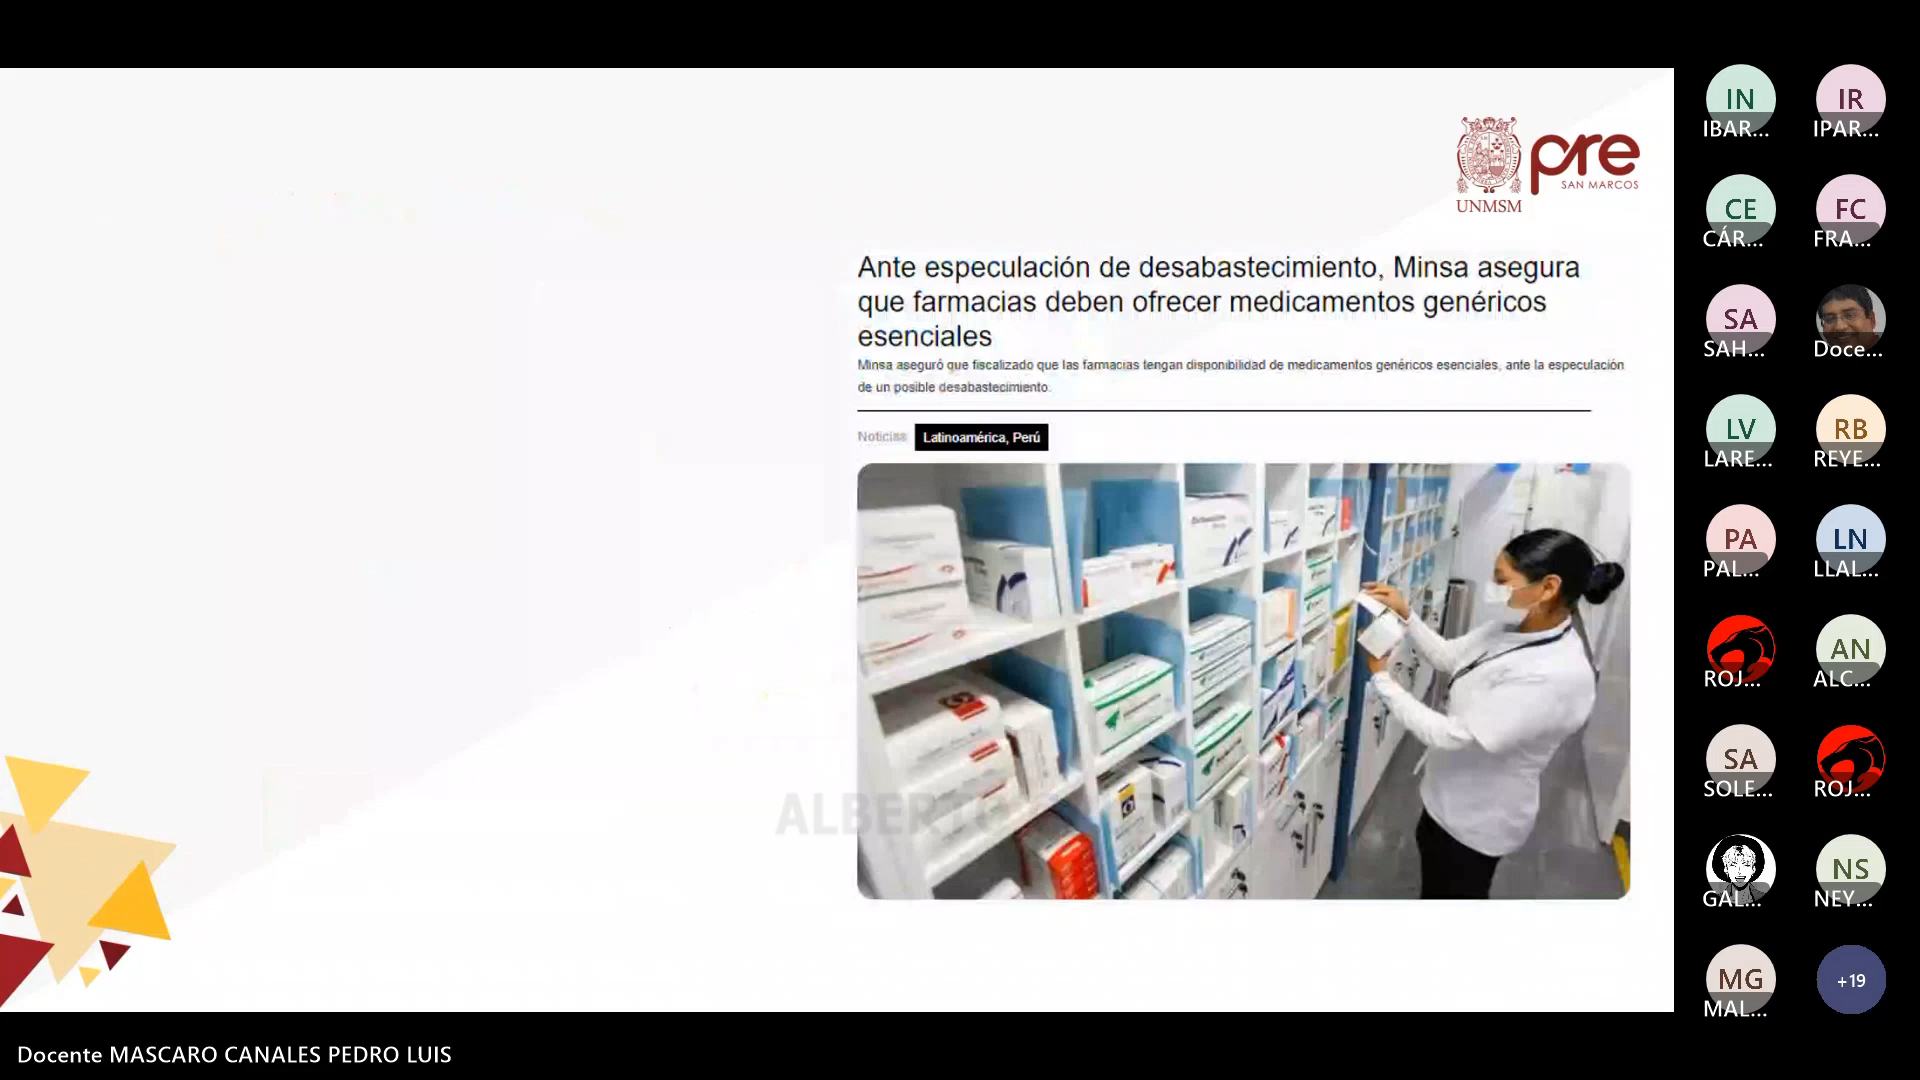 pre
SAN MARCOS
UNMSM
Ante especulación de desabastecimiento, Minsa asegura
que farmacias deben ofrecer medicamentos genéricos
esenciales
Minsa aseguró que fiscalizado que las farmacias tengan disponibilidad de medicamentos genéricos esenciales, ante la especulación
de un posible desabastecimiento.
Noticias Latinoamérica, Perú
ALBERTO
IN IR
IBAR... IPAR...
CE FC
CÁR... FRA...
SA
SAH... Doce...
LV RB
LARE... REYE...
PA LN
PAL... LLAL...
AN
ROJ... ALC...
SA
SOLE... ROJ...
NS
GAL... NEY...
MG +19
MAL...
Docente MASCARO CANALES PEDRO LUIS